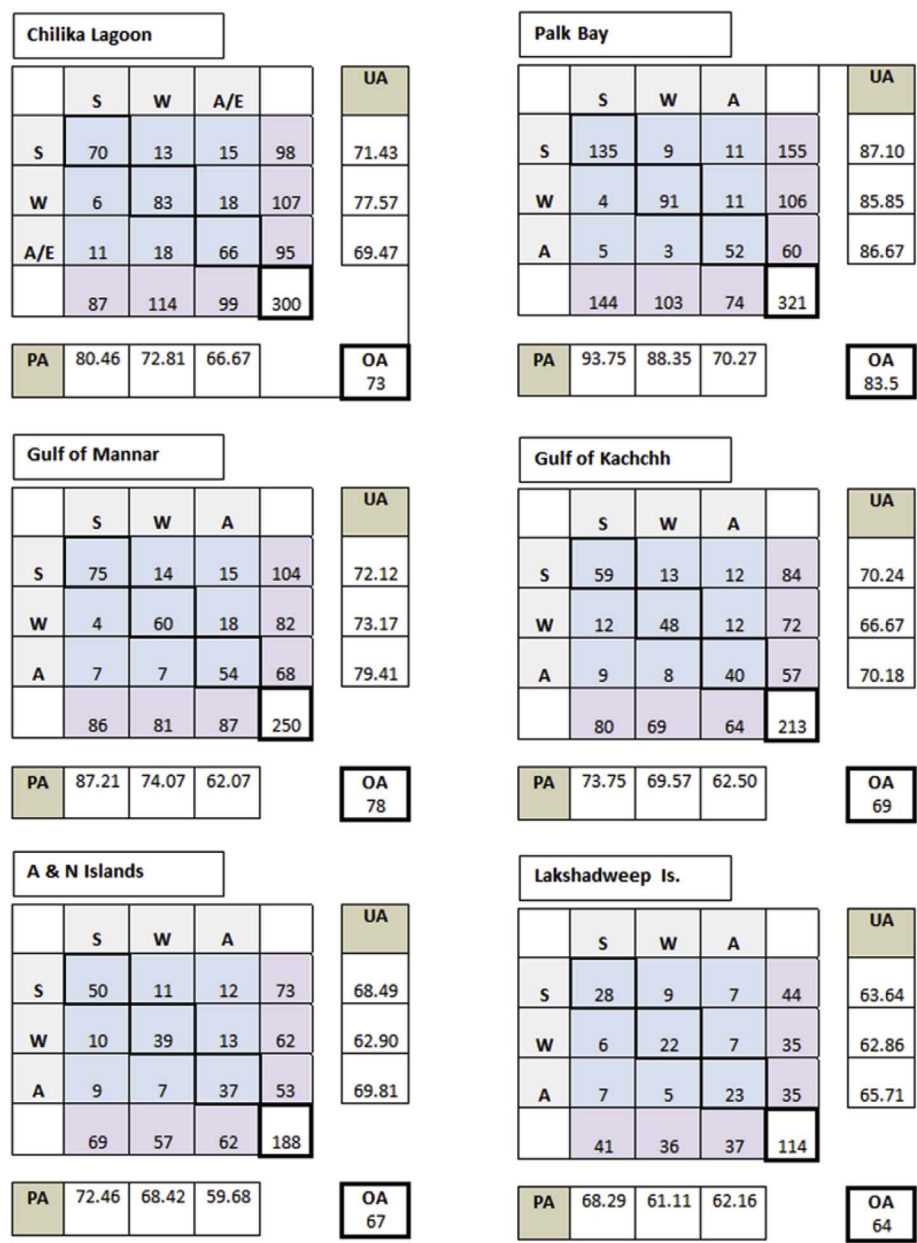 Chilika Lagoon
UA
S W A/E
S 70 13 15 98 71.43
W 6 83 18 107 77.57
A/E 11 18 66 95 69.47
87 114 99 300
PA 80.46 72.81 66.67 OA
73
Palk Bay
UA
S W A
S 135 9 11 155 87.10
W 4 91 11 106 85.85
A 5 3 52 60 86.67
144 103 74 321
PA 93.75 88.35 70.27 OA
83.5
Gulf of Mannar
UA
S W A
S 75 14 15 104 72.12
W 4 60 18 82 73.17
A 7 7 54 68 79.41
86 81 87 250
PA 87.21 74.07 62.07 OA
78
Gulf of Kachchh
UA
S W A
S 59 13 12 84 70.24
W 12 48 12 72 66.67
A 9 8 40 57 70.18
80 69 64 213
PA 73.75 69.57 62.50 OA
69
A & N Islands
UA
S W A
S 50 11 12 73 68.49
W 10 39 13 62 62.90
A 9 7 37 53 69.81
69 57 62 188
PA 72.46 68.42 59.68 OA
67
Lakshadweep Is.
UA
S W A
S 28 9 7 44 63.64
W 6 22 7 35 62.86
A 7 5 23 35 65.71
41 36 37 114
PA 68.29 61.11 62.16 OA
64